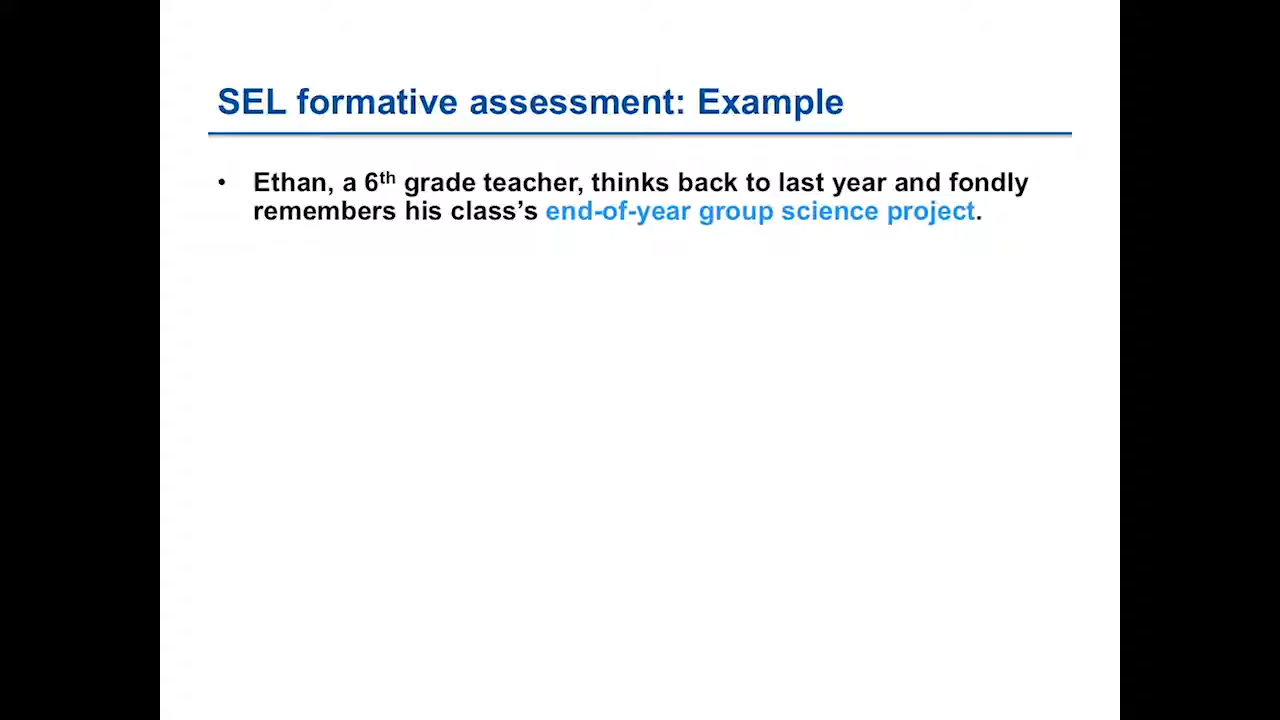 SEL formative assessment: Example
• Ethan, a 6th grade teacher, thinks back to last year and fondly
remembers his class’s end-of-year group science project.